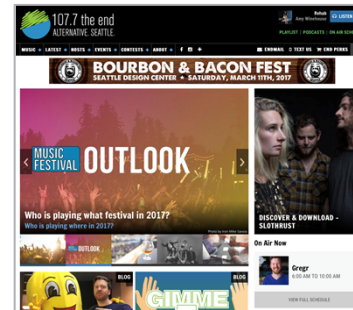 107.7 the end
ALTERNATIVE. SEATTLE.
Rehab
Amy Winehouse
LISTEN
PLAYLIST | PODCASTS | ON AIR SCH
MUSIC + LATEST + HOSTS + EVENTS + CONTESTS + ABOUT +
ENDMAIL TEXT US END PERKS
BOURBON & BACON FEST
SEATTLE DESIGN CENTER ★ SATURDAY, MARCH 11TH, 2017
MUSIC
FESTIVAL
OUTLOOK
Who is playing what festival in 2017?
Who is playing where in 2017?
OUTLOOK
DISCOVER & DOWNLOAD -
SLOTHRUST
On Air Now
Gregr
6:00 AM TO 10:00 AM
VIEW FULL SCHEDULE
BLOG
BLOG
GIMME